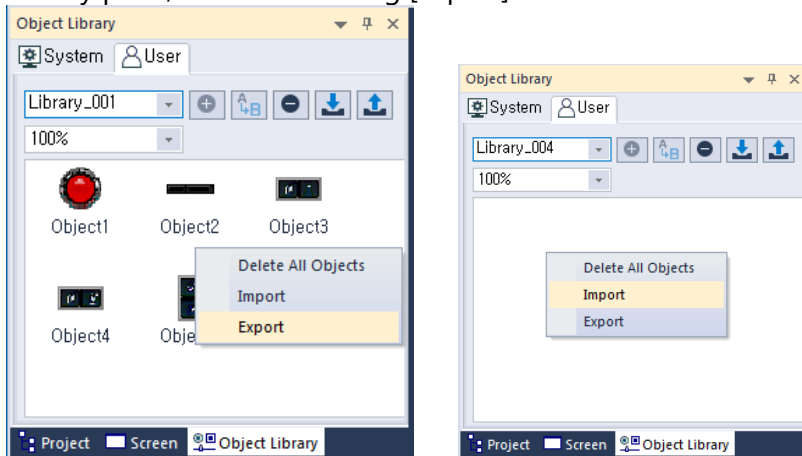 Object Library
System User
Library_001
100%
Object1 Object2 Object3
Delete All Objects
Import
Export
Object4 Obje
Project Screen Object Library
Object Library
System User
Library_004
100%
Delete All Objects
Import
Export
Project Screen Object Library